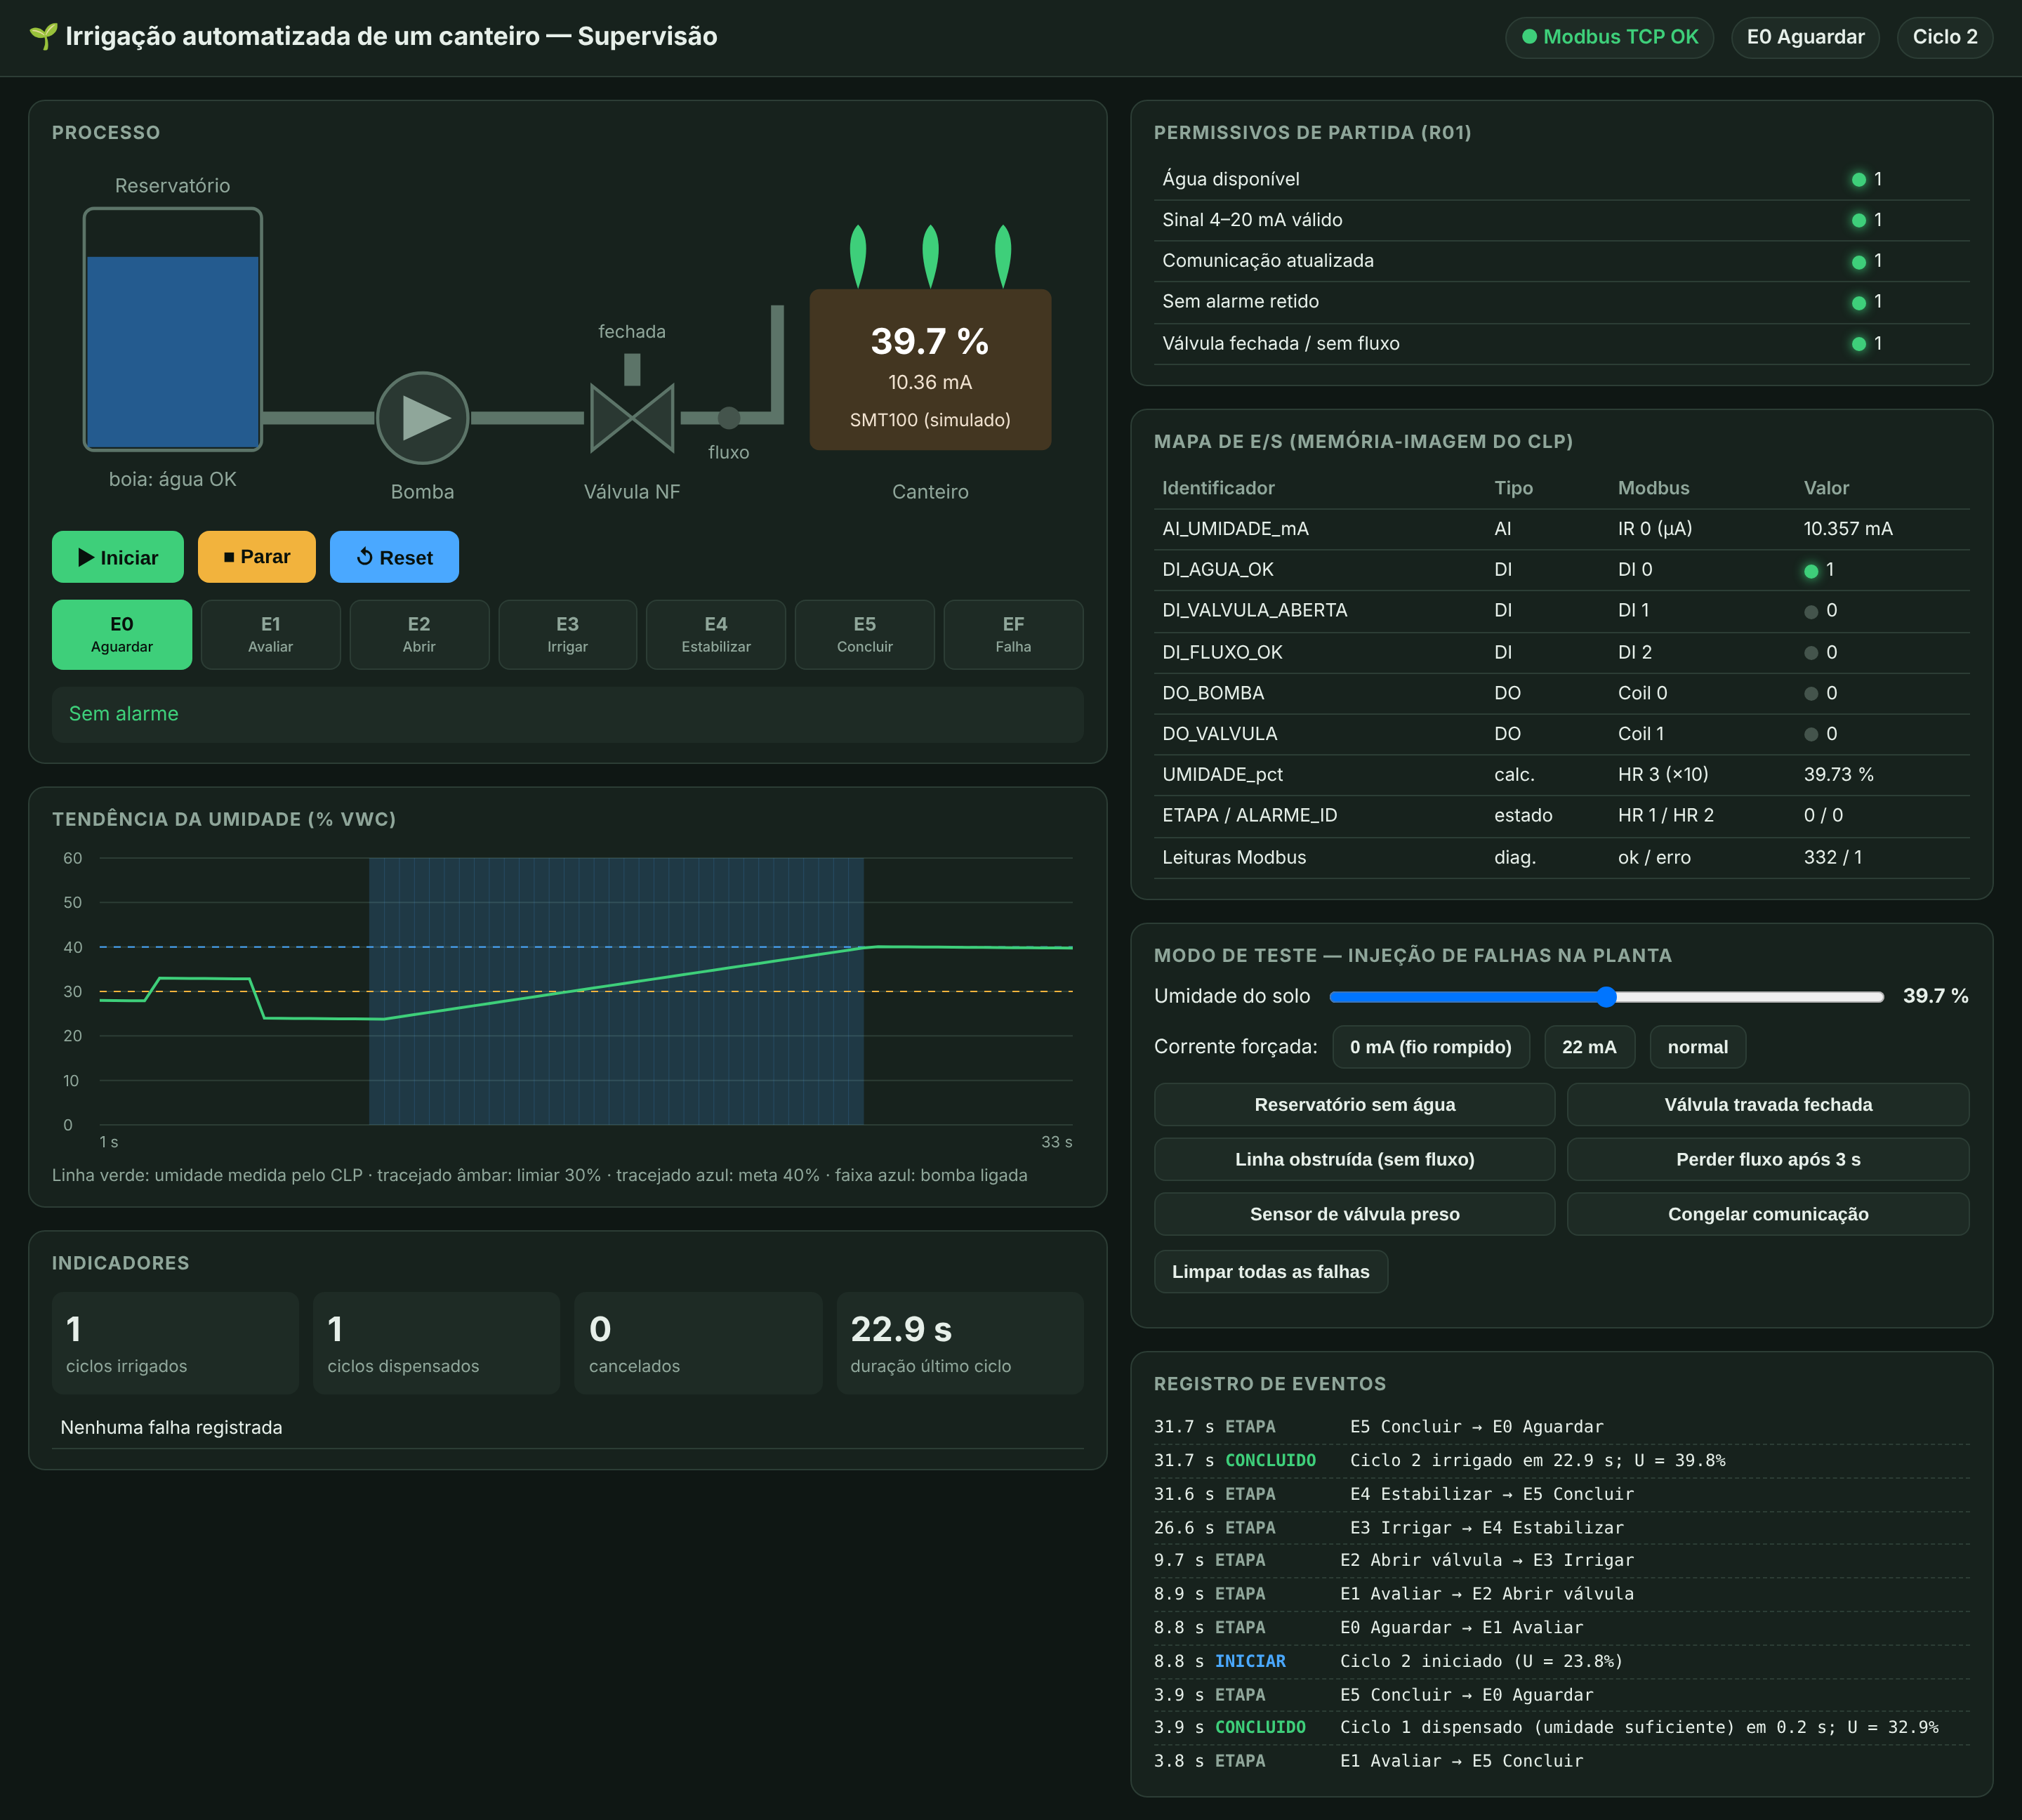 🌱 Irrigação automatizada de um canteiro — Supervisão
● Modbus TCP OK
E0 Aguardar
Ciclo 2
PROCESSO
Reservatório
fechada
39.7 %
10.36 mA
SMT100 (simulado)
fluxo
boia: água OK
Bomba
Válvula NF
Canteiro
▶ Iniciar
■ Parar
↺ Reset
E0
Aguardar
E1
Avaliar
E2
Abrir
E3
Irrigar
E4
Estabilizar
E5
Concluir
EF
Falha
Sem alarme
TENDÊNCIA DA UMIDADE (% VWC)
60
50
40
30
20
10
0
1 s
33 s
Linha verde: umidade medida pelo CLP · tracejado âmbar: limiar 30% · tracejado azul: meta 40% · faixa azul: bomba ligada
INDICADORES
1
ciclos irrigados
1
ciclos dispensados
0
cancelados
22.9 s
duração último ciclo
Nenhuma falha registrada
PERMISSIVOS DE PARTIDA (R01)
Água disponível 1
Sinal 4–20 mA válido 1
Comunicação atualizada 1
Sem alarme retido 1
Válvula fechada / sem fluxo 1
MAPA DE E/S (MEMÓRIA-IMAGEM DO CLP)
Identificador Tipo Modbus Valor
AI_UMIDADE_mA AI IR 0 (µA) 10.357 mA
DI_AGUA_OK DI DI 0 1
DI_VALVULA_ABERTA DI DI 1 0
DI_FLUXO_OK DI DI 2 0
DO_BOMBA DO Coil 0 0
DO_VALVULA DO Coil 1 0
UMIDADE_pct calc. HR 3 (×10) 39.73 %
ETAPA / ALARME_ID estado HR 1 / HR 2 0 / 0
Leituras Modbus diag. ok / erro 332 / 1
MODO DE TESTE — INJEÇÃO DE FALHAS NA PLANTA
Umidade do solo 39.7 %
Corrente forçada: 0 mA (fio rompido) 22 mA normal
Reservatório sem água
Válvula travada fechada
Linha obstruída (sem fluxo)
Perder fluxo após 3 s
Sensor de válvula preso
Congelar comunicação
Limpar todas as falhas
REGISTRO DE EVENTOS
31.7 s ETAPA E5 Concluir → E0 Aguardar
31.7 s CONCLUIDO Ciclo 2 irrigado em 22.9 s; U = 39.8%
31.6 s ETAPA E4 Estabilizar → E5 Concluir
26.6 s ETAPA E3 Irrigar → E4 Estabilizar
9.7 s ETAPA E2 Abrir válvula → E3 Irrigar
8.9 s ETAPA E1 Avaliar → E2 Abrir válvula
8.8 s ETAPA E0 Aguardar → E1 Avaliar
8.8 s INICIAR Ciclo 2 iniciado (U = 23.8%)
3.9 s ETAPA E5 Concluir → E0 Aguardar
3.9 s CONCLUIDO Ciclo 1 dispensado (umidade suficiente) em 0.2 s; U = 32.9%
3.8 s ETAPA E1 Avaliar → E5 Concluir